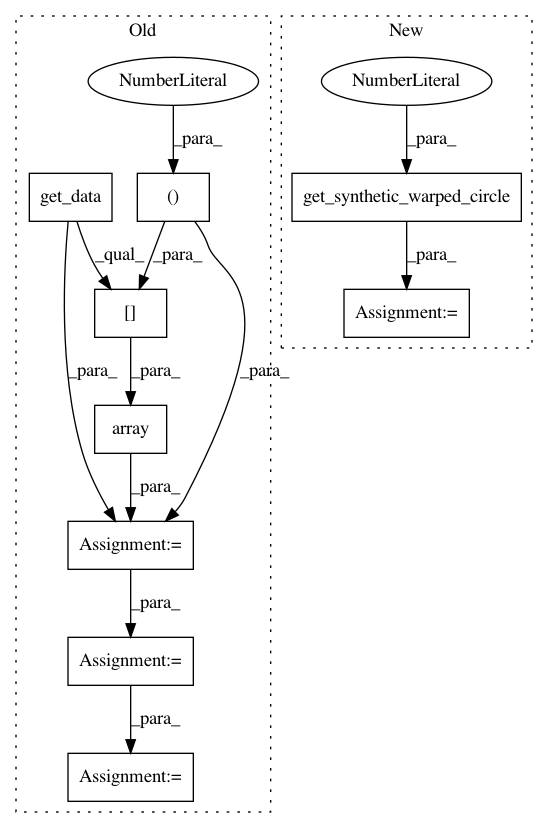 Old
New
NumberLiteral
NumberLiteral
_para_
_para_
get_data
()
get_synthetic_warped_circle
_qual_
_para_
_para_
[]
Assignment:=
_para_
_para_
_para_
array
_para_
Assignment:=
_para_
Assignment:=
_para_
Assignment:=